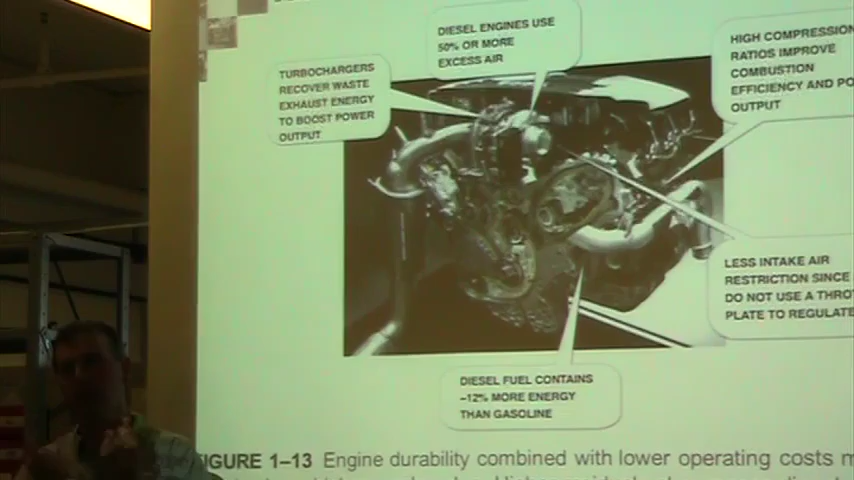 DIESEL ENGINES USE
50% OR MORE
EXCESS AIR
TURBOCHARGERS
RECOVER WASTE
EXHAUST ENERGY
TO BOOST POWER
OUTPUT
HIGH COMPRESSION
RATIOS IMPROVE
COMBUSTION
EFFICIENCY AND PO
OUTPUT
LESS INTAKE AIR
RESTRICTION SINCE
DO NOT USE A THRO
PLATE TO REGULATE
DIESEL FUEL CONTAINS
~12% MORE ENERGY
THAN GASOLINE
IGURE 1–13 Engine durability combined with lower operating costs m